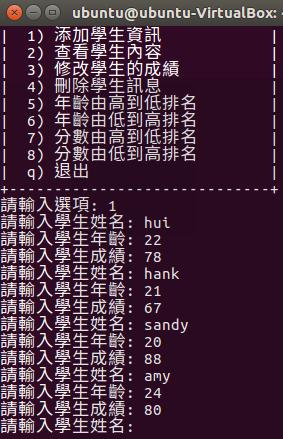 ubuntu@ubuntu-VirtualBox:
| 1) 添加學生資訊 |
| 2) 查看學生內容 |
| 3) 修改學生的成績 |
| 4) 刪除學生訊息 |
| 5) 年齡由高到低排名 |
| 6) 年齡由低到高排名 |
| 7) 分數由高到低排名 |
| 8) 分數由低到高排名 |
| q) 退出 |
+-----------------------------+
請輸入選項: 1
請輸入學生姓名: hui
請輸入學生年齡: 22
請輸入學生成績: 78
請輸入學生姓名: hank
請輸入學生年齡: 21
請輸入學生成績: 67
請輸入學生姓名: sandy
請輸入學生年齡: 20
請輸入學生成績: 88
請輸入學生姓名: amy
請輸入學生年齡: 24
請輸入學生成績: 80
請輸入學生姓名: